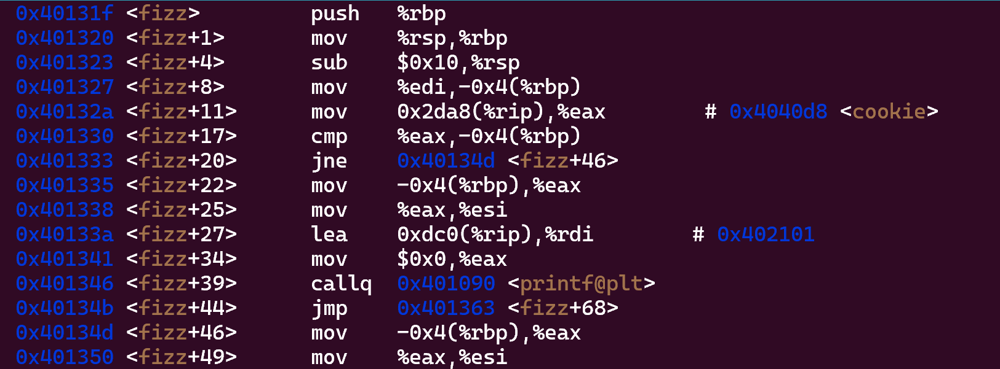 0x40131f <fizz> push %rbp
0x401320 <fizz+1> mov %rsp,%rbp
0x401323 <fizz+4> sub $0x10,%rsp
0x401327 <fizz+8> mov %edi,-0x4(%rbp)
0x40132a <fizz+11> mov 0x2da8(%rip),%eax # 0x4040d8 <cookie>
0x401330 <fizz+17> cmp %eax,-0x4(%rbp)
0x401333 <fizz+20> jne 0x40134d <fizz+46>
0x401335 <fizz+22> mov -0x4(%rbp),%eax
0x401338 <fizz+25> mov %eax,%esi
0x40133a <fizz+27> lea 0xdc0(%rip),%rdi # 0x402101
0x401341 <fizz+34> mov $0x0,%eax
0x401346 <fizz+39> callq 0x401090 <printf@plt>
0x40134b <fizz+44> jmp 0x401363 <fizz+68>
0x40134d <fizz+46> mov -0x4(%rbp),%eax
0x401350 <fizz+49> mov %eax,%esi